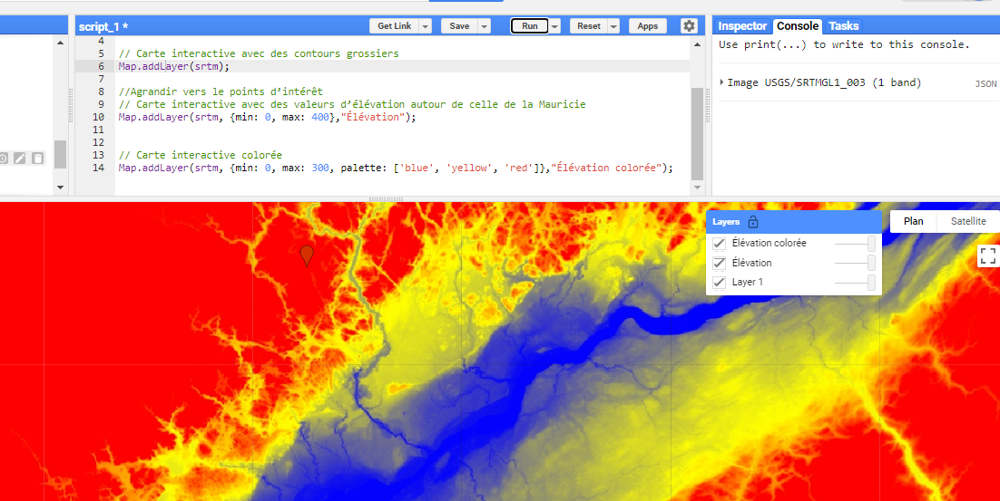 script_1 *
Get Link
Save
Run
Reset
Apps
Inspector
Console
Tasks
Use print(...) to write to this console.
Image USGS/SRTMGL1_003 (1 band)
JSON
4
5 // Carte interactive avec des contours grossiers
6 Map.addLayer(srtm);
7
8 //Agrandir vers le points d’intérêt
9 // Carte interactive avec des valeurs d’élévation autour de celle de la Mauricie
10 Map.addLayer(srtm, {min: 0, max: 400},"Élévation");
11
12
13 // Carte interactive colorée
14 Map.addLayer(srtm, {min: 0, max: 300, palette: ['blue', 'yellow', 'red']},"Élévation colorée");
Layers
Élévation colorée
Élévation
Layer 1
Plan
Satellite